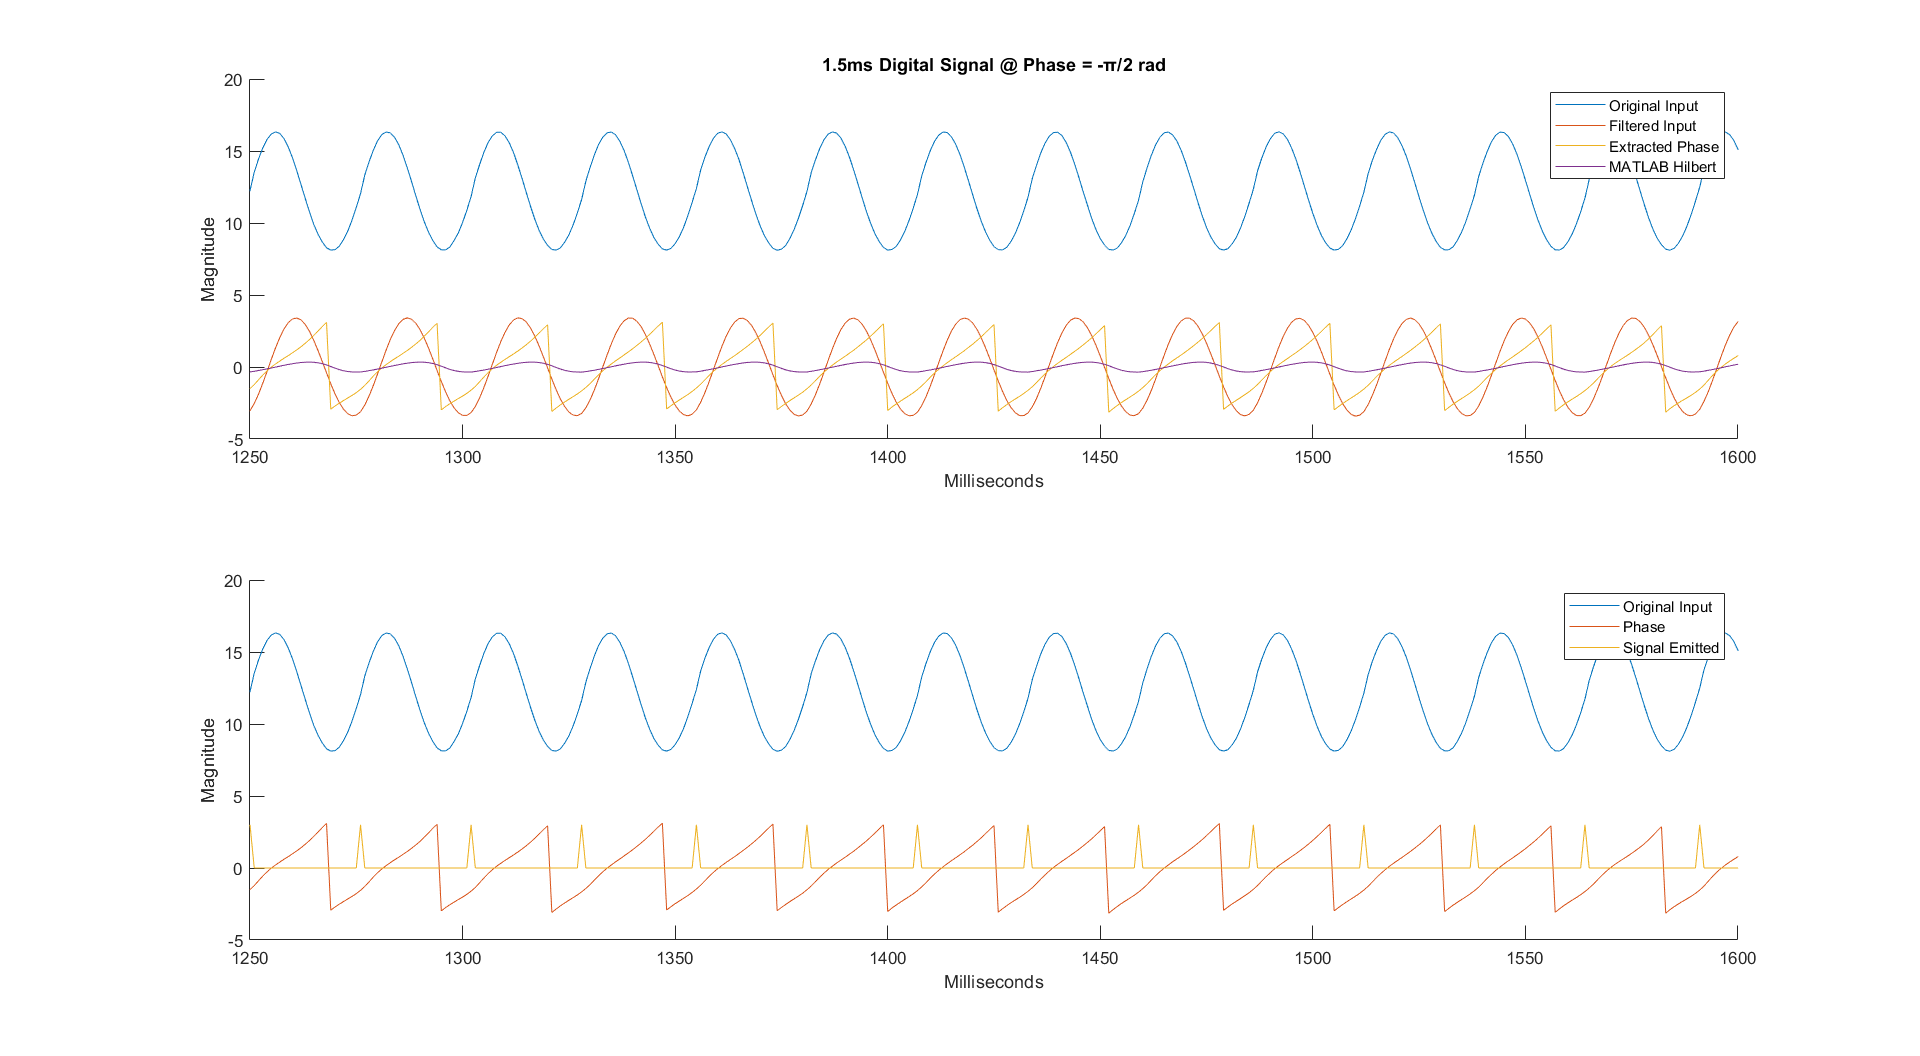 1.5ms Digital Signal @ Phase = -π/2 rad
20
15
10
5
0
-5
Magnitude
Original Input
Filtered Input
Extracted Phase
MATLAB Hilbert
1250 1300 1350 1400 1450 1500 1550 1600
Milliseconds
20
15
10
5
0
-5
Magnitude
Original Input
Phase
Signal Emitted
1250 1300 1350 1400 1450 1500 1550 1600
Milliseconds